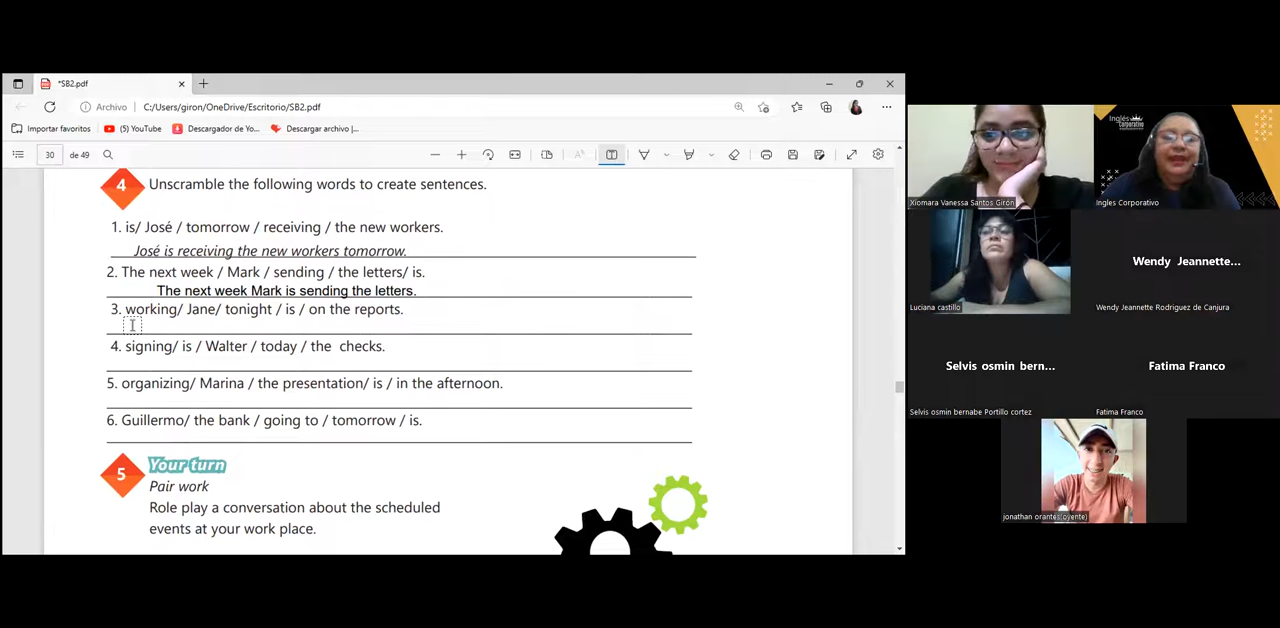 *SB2.pdf
Archivo
C:/Users/giron/OneDrive/Escritorio/SB2.pdf
Importar favoritos
(5) YouTube
Descargador de Yo...
Descargar archivo |...
30
de 49
4 Unscramble the following words to create sentences.
1. is/ José / tomorrow / receiving / the new workers.
José is receiving the new workers tomorrow.
2. The next week / Mark / sending / the letters/ is.
The next week Mark is sending the letters.
3. working/ Jane/ tonight / is / on the reports.
4. signing/ is / Walter / today / the checks.
5. organizing/ Marina / the presentation/ is / in the afternoon.
6. Guillermo/ the bank / going to / tomorrow / is.
5 Your turn
Pair work
Role play a conversation about the scheduled
events at your work place.
Xiomara Vanessa Santos Girón
Inglés
Corporativo
Ingles Corporativo
Luciana castillo
Wendy Jeannette...
Wendy Jeannette Rodriguez de Canjura
Selvis osmin bern...
Selvis osmin bernabe Portillo cortez
Fatima Franco
Fatima Franco
jonathan orantes(oyente)